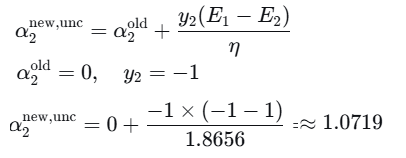 α₂^new,unc = α₂^old + y₂(E₁ − E₂) / η
α₂^old = 0, y₂ = −1
α₂^new,unc = 0 + −1 × (−1 − 1) / 1.8656 =≈ 1.0719